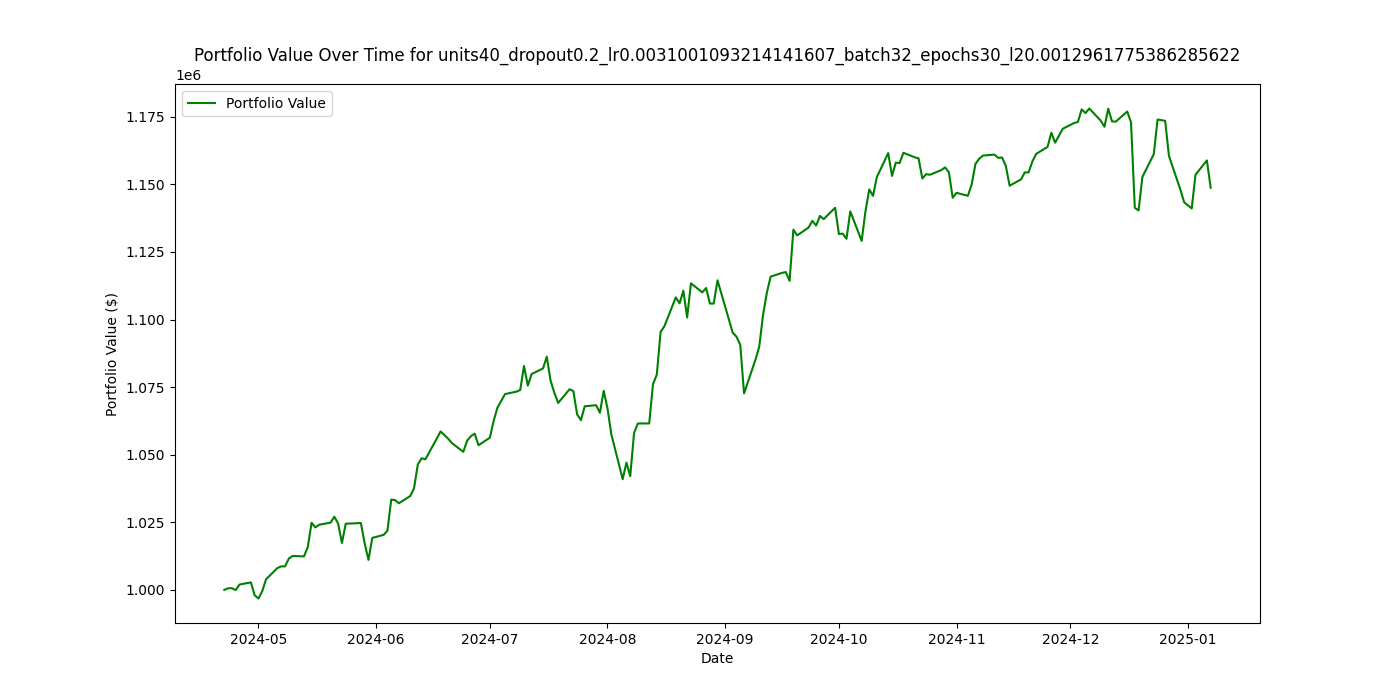 Portfolio Value Over Time for units40_dropout0.2_lr0.0031001093214141607_batch32_epochs30_l20.0012961775386285622
1e6
Portfolio Value
1.175
1.150
1.125
1.100
1.075
1.050
1.025
1.000
Portfolio Value ($)
2024-05 2024-06 2024-07 2024-08 2024-09 2024-10 2024-11 2024-12 2025-01
Date